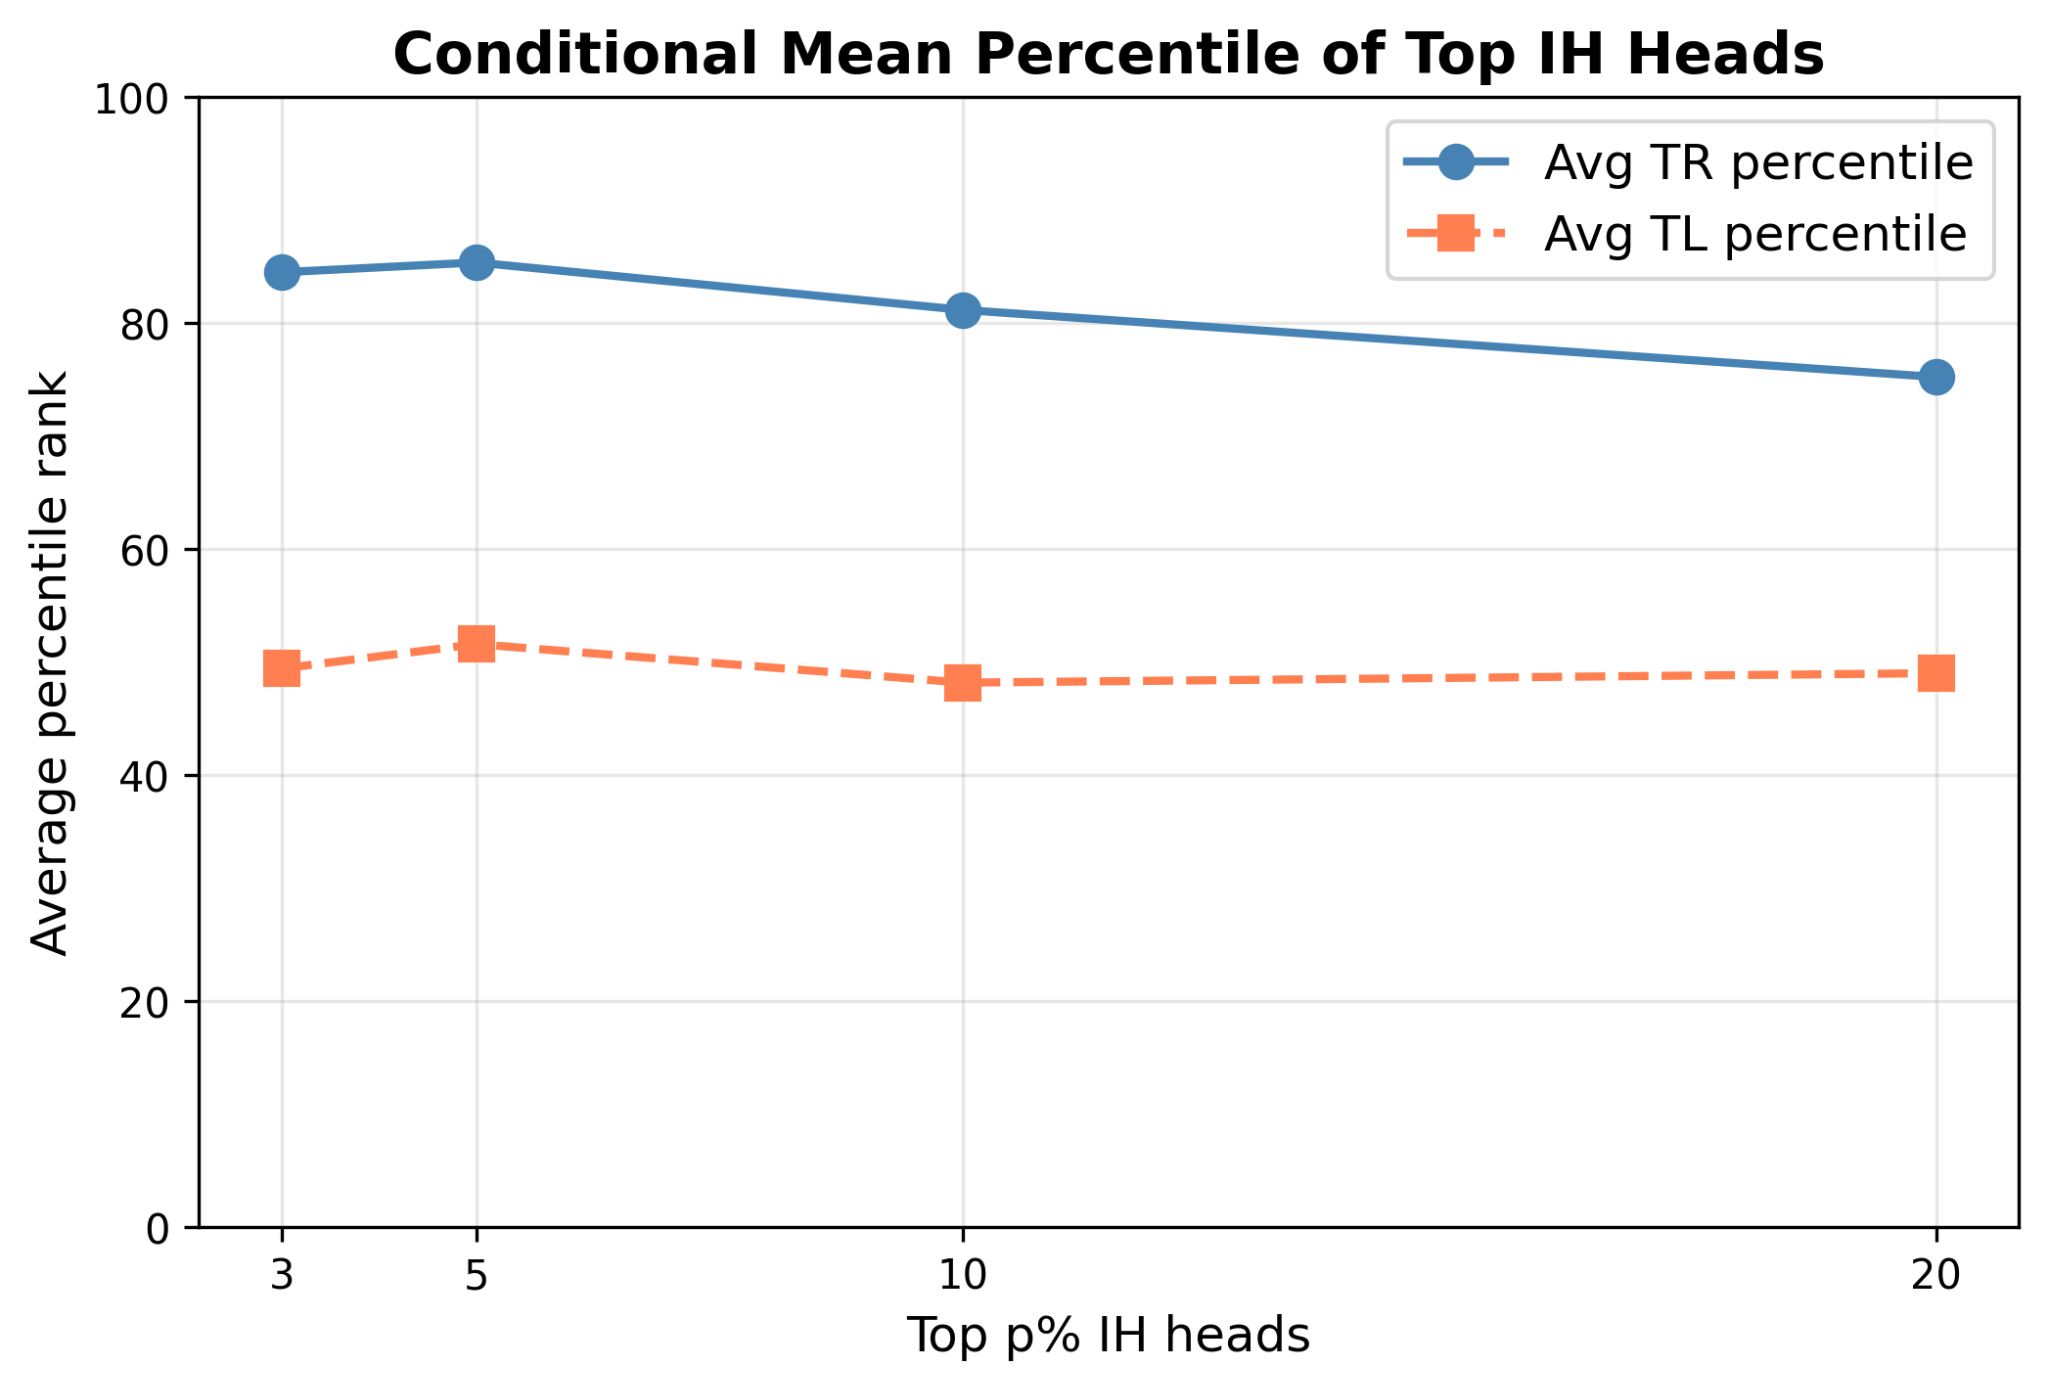 Conditional Mean Percentile of Top IH Heads
Avg TR percentile
Avg TL percentile
Average percentile rank
100
80
60
40
20
0
3 5 10 20
Top p% IH heads